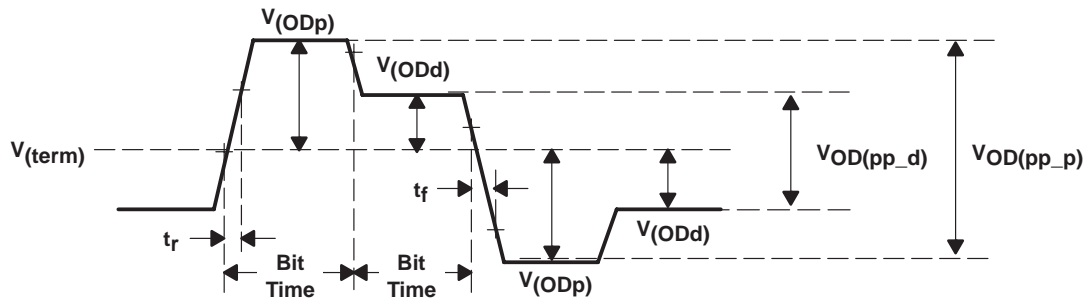 V(ODp)
V(ODd)
V(term)
VOD(pp_d)
VOD(pp_p)
tf
tr
V(ODd)
Bit
Time
Bit
Time
V(ODp)